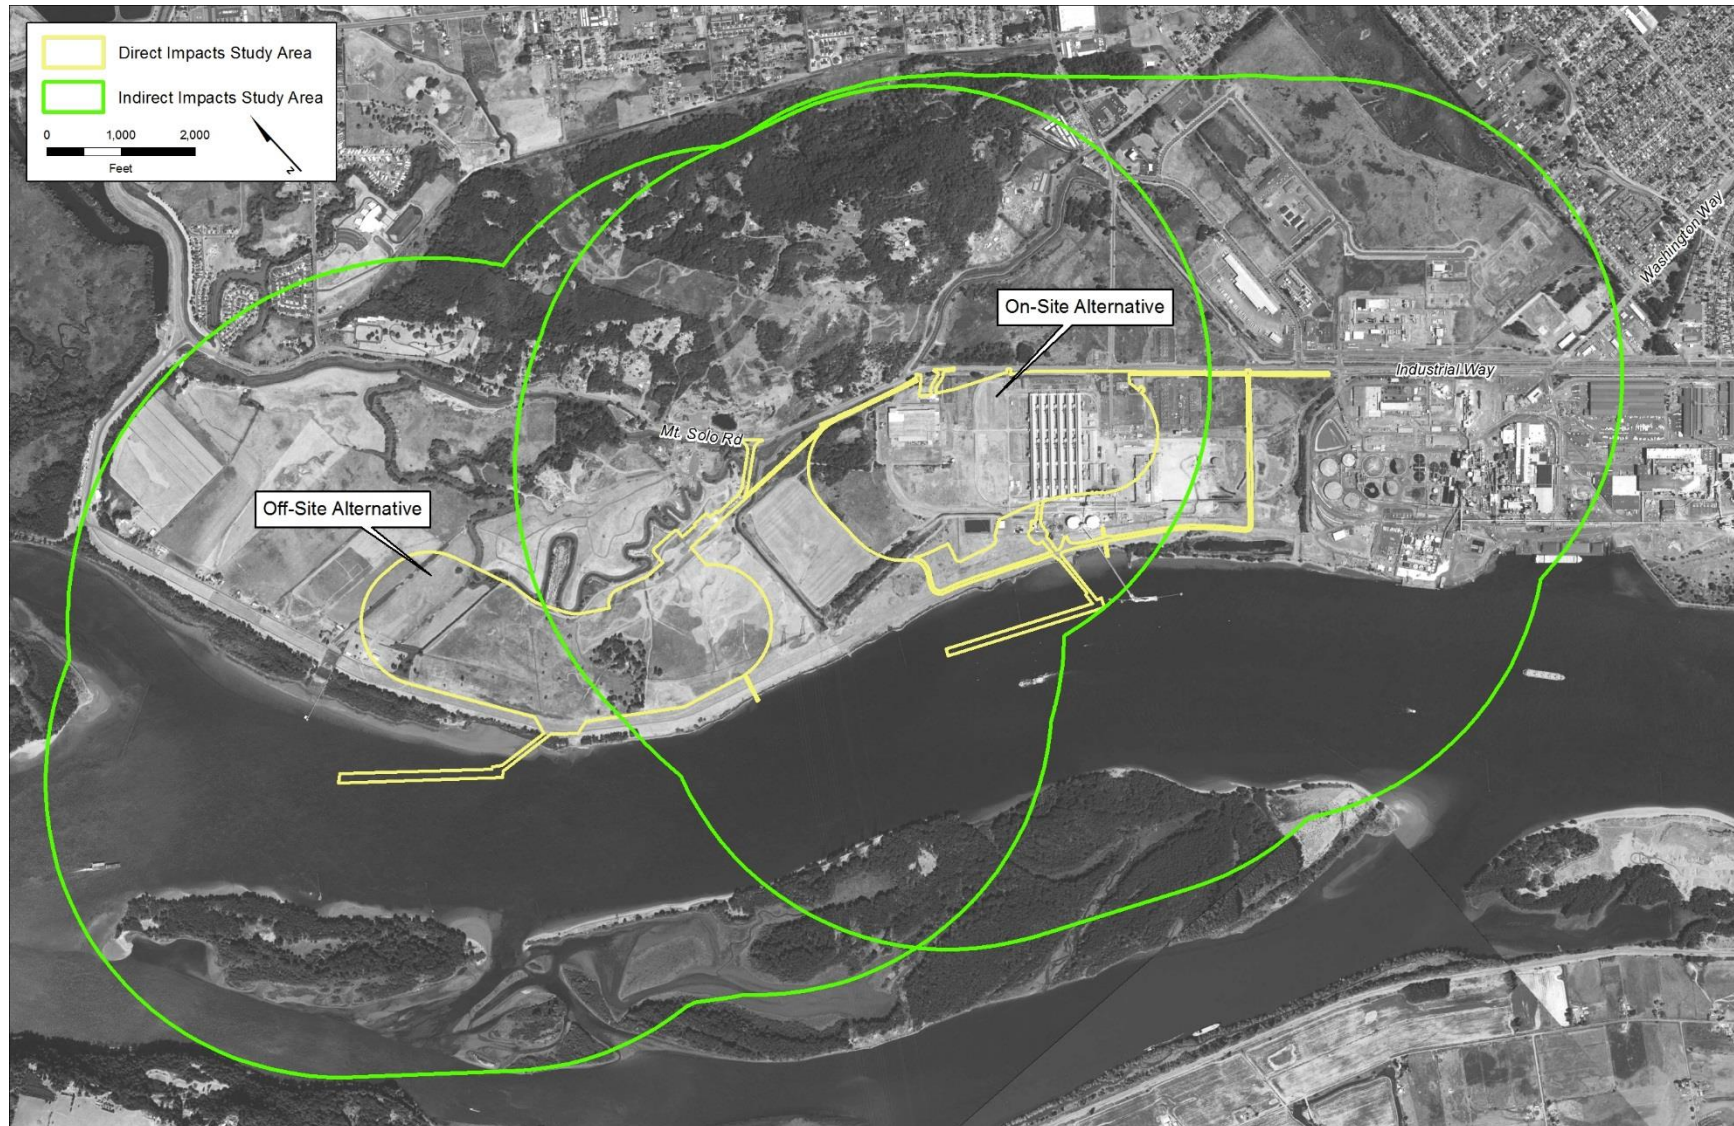 Direct Impacts Study Area
Indirect Impacts Study Area
0 1,000 2,000
Feet
N
Washington Way
On-Site Alternative
Industrial Way
Mt. Solo Rd
Off-Site Alternative